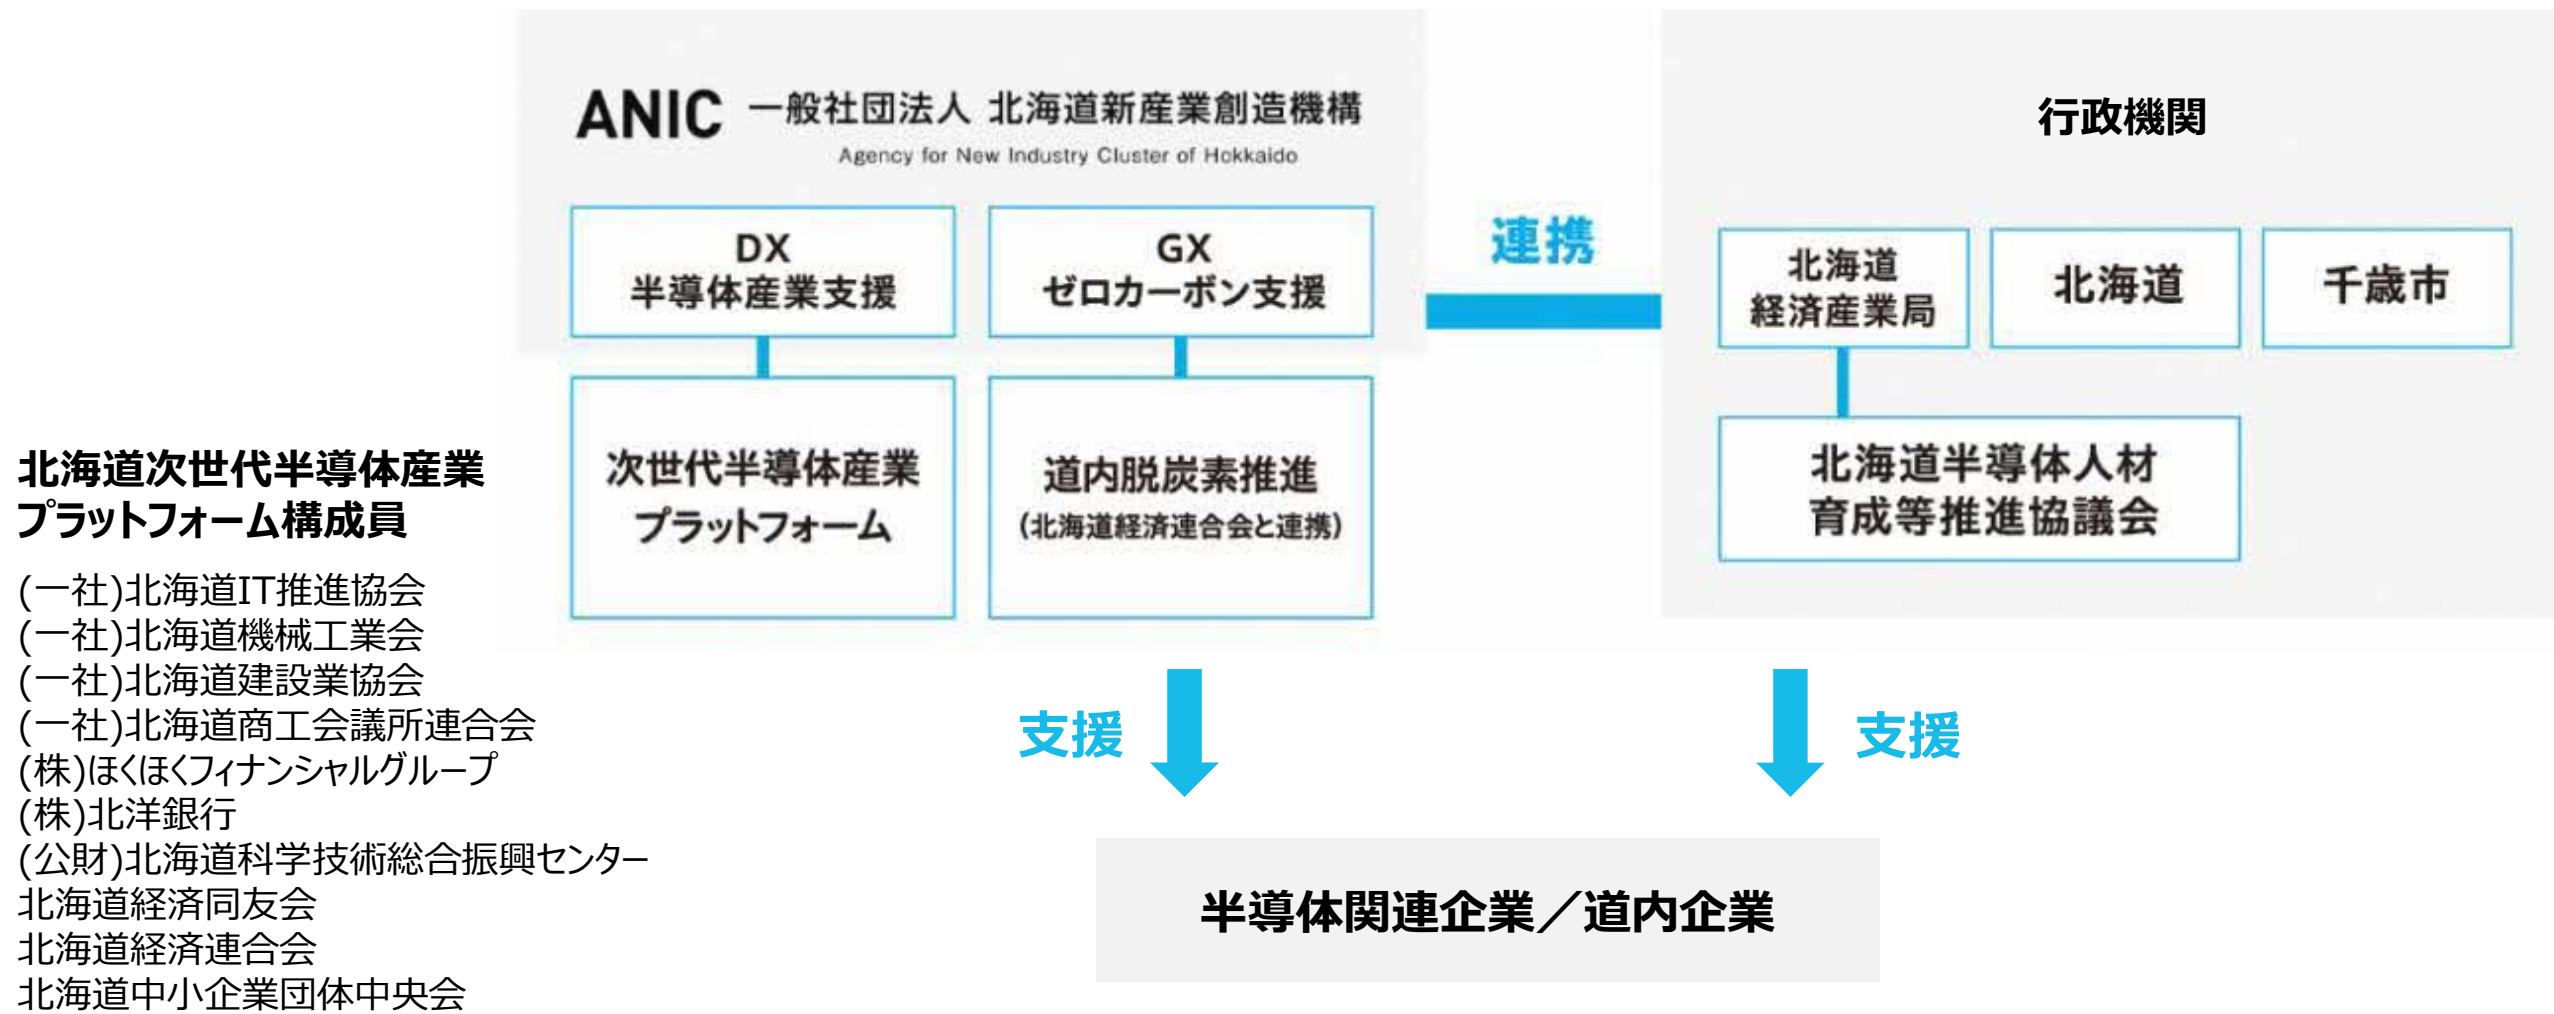 ANIC 一般社団法人 北海道新産業創造機構
Agency for New Industry Cluster of Hokkaido
DX
半導体産業支援
GX
ゼロカーボン支援
次世代半導体産業
プラットフォーム
道内脱炭素推進
(北海道経済連合会と連携)
連携
行政機関
北海道
経済産業局
北海道
千歳市
北海道半導体人材
育成等推進協議会
北海道次世代半導体産業
プラットフォーム構成員
(一社)北海道IT推進協会
(一社)北海道機械工業会
(一社)北海道建設業協会
(一社)北海道商工会議所連合会
(株)ほくほくフィナンシャルグループ
(株)北洋銀行
(公財)北海道科学技術総合振興センター
北海道経済同友会
北海道経済連合会
北海道中小企業団体中央会
支援
支援
半導体関連企業／道内企業